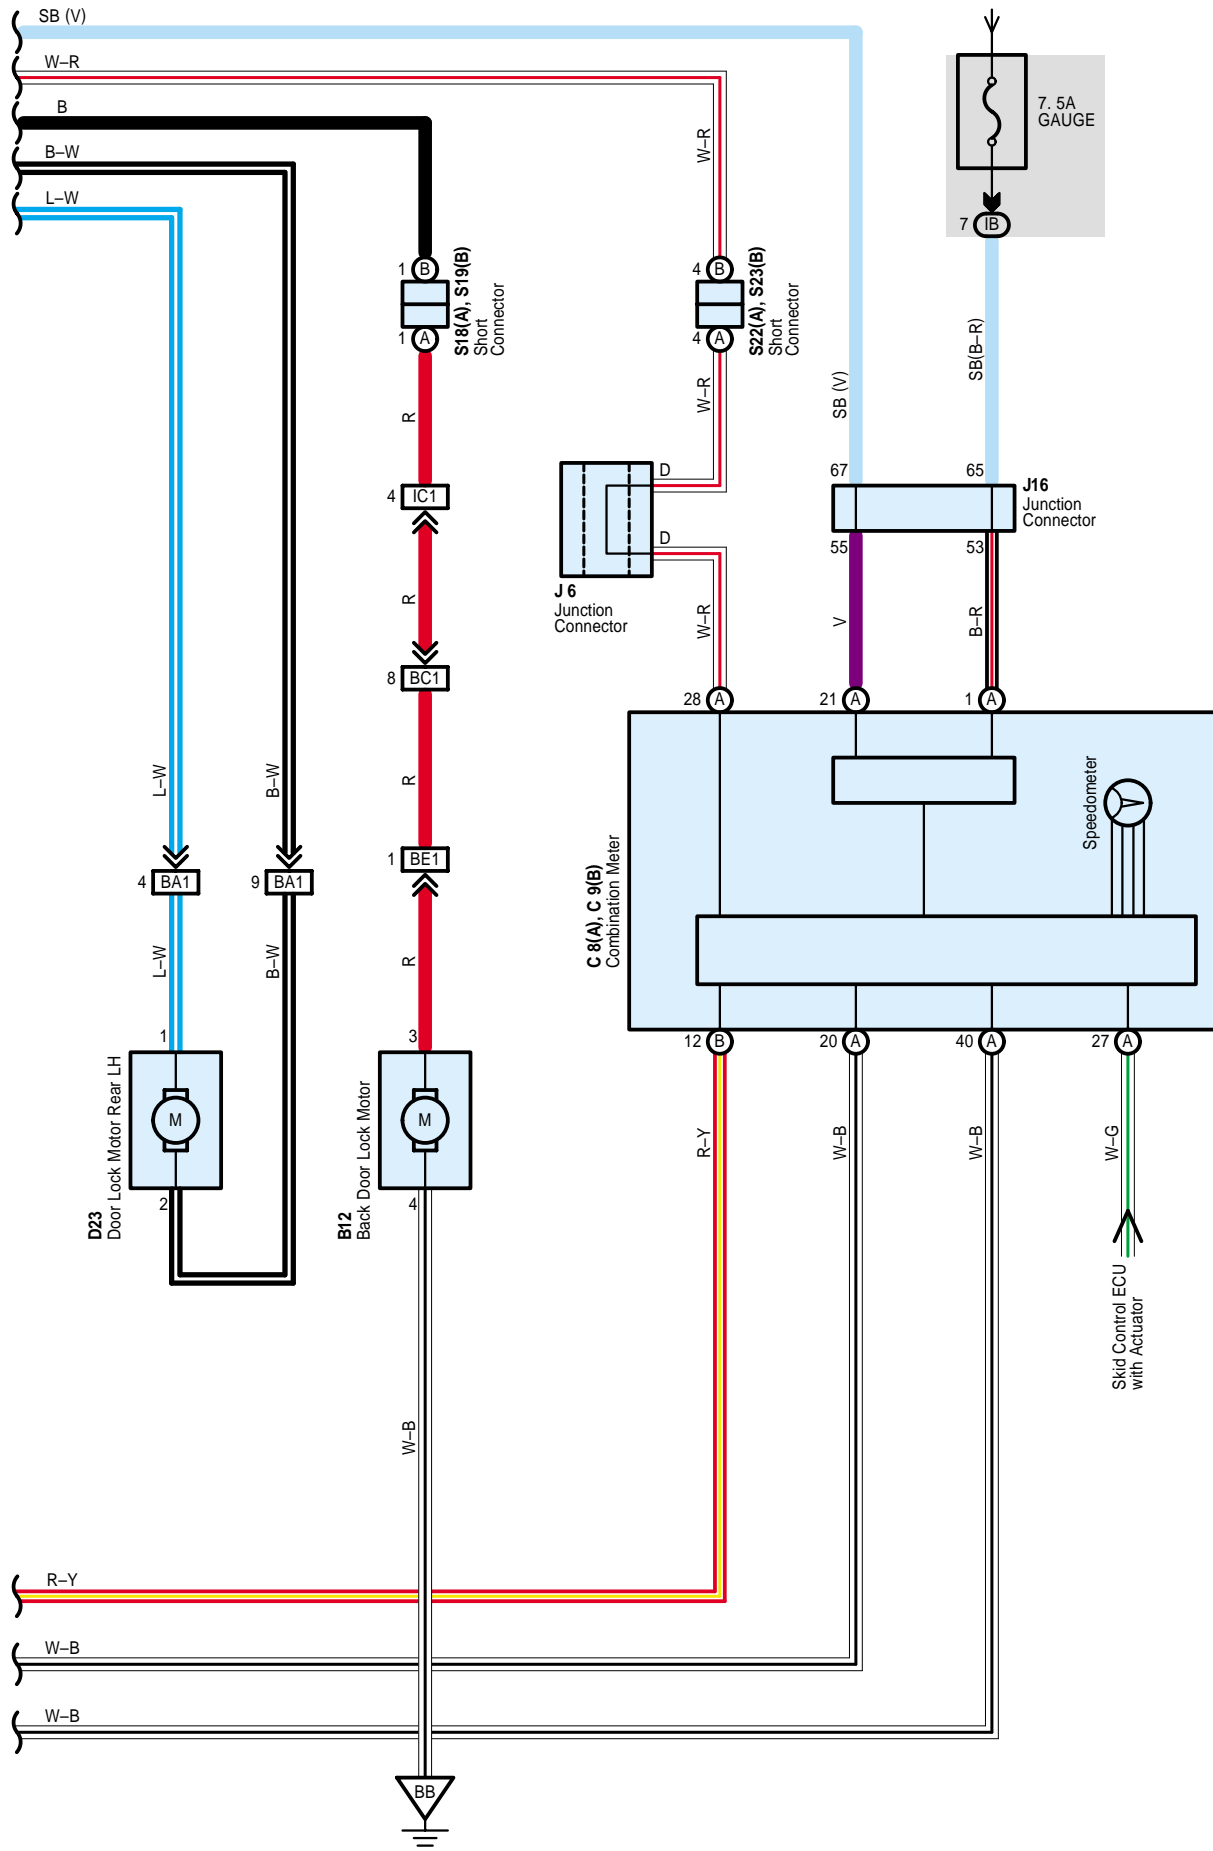 SB (V)
W–R
B
B–W
L–W
7. 5A
GAUGE
7 IB
W–R
1 B
1 A
S18(A), S19(B)
Short
Connector
4 B
4 A
S22(A), S23(B)
Short
Connector
SB(B–R)
SB (V)
W–R
R
67
65
J16
Junction
Connector
55
53
D
D
J 6
Junction
Connector
4 IC1
R
W–R
V
B–R
8 BC1
28 A
21 A
1 A
L–W
B–W
R
Speedometer
4 BA1
9 BA1
1 BE1
C 8(A), C 9(B)
Combination Meter
L–W
B–W
R
1
3
12 B
20 A
40 A
27 A
M
M
2
4
D23
Door Lock Motor Rear LH
B12
Back Door Lock Motor
R–Y
W–B
W–B
W–G
Skid Control ECU
with Actuator
W–B
R–Y
W–B
W–B
BB